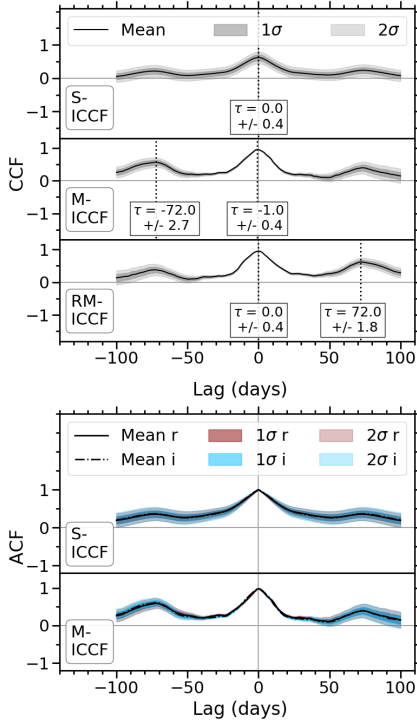 Mean 1σ 2σ
1
0
−1
S-
ICCF
τ = 0.0
+/- 0.4
CCF
1
0
−1
M-
ICCF
τ = -72.0
+/- 2.7
τ = -1.0
+/- 0.4
1
0
−1
RM-
ICCF
τ = 0.0
+/- 0.4
τ = 72.0
+/- 1.8
−100 −50 0 50 100
Lag (days)
Mean r 1σ r 2σ r
Mean i 1σ i 2σ i
1
0
−1
S-
ICCF
ACF
1
0
−1
M-
ICCF
−100 −50 0 50 100
Lag (days)